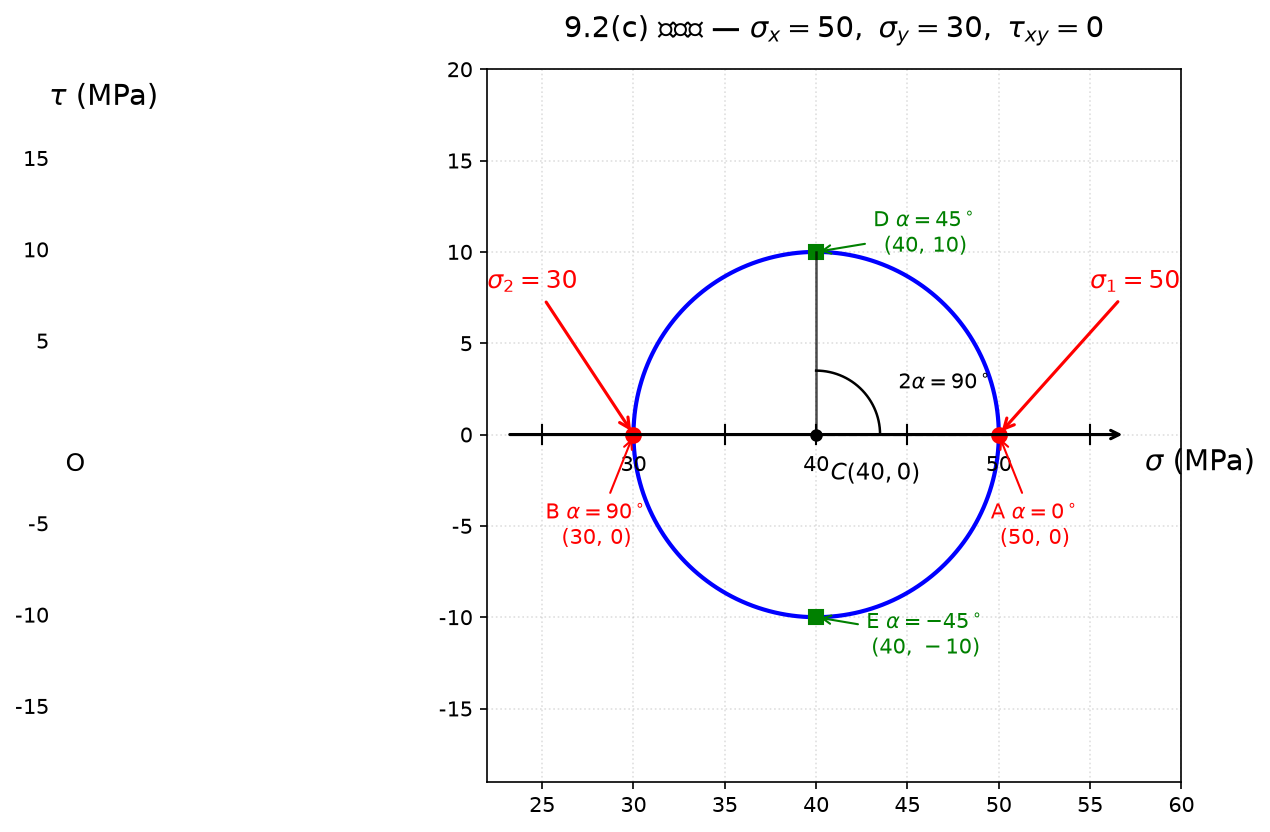 9.2(c) — σx = 50, σy = 30, τxy = 0
τ (MPa)
15
10
5
O
-5
-10
-15
20
15
10
5
0
-5
-10
-15
D α = 45°
(40, 10)
σ2 = 30
σ1 = 50
2α = 90°
30
40
50
C(40, 0)
σ (MPa)
B α = 90°
(30, 0)
A α = 0°
(50, 0)
E α = −45°
(40, −10)
25 30 35 40 45 50 55 60